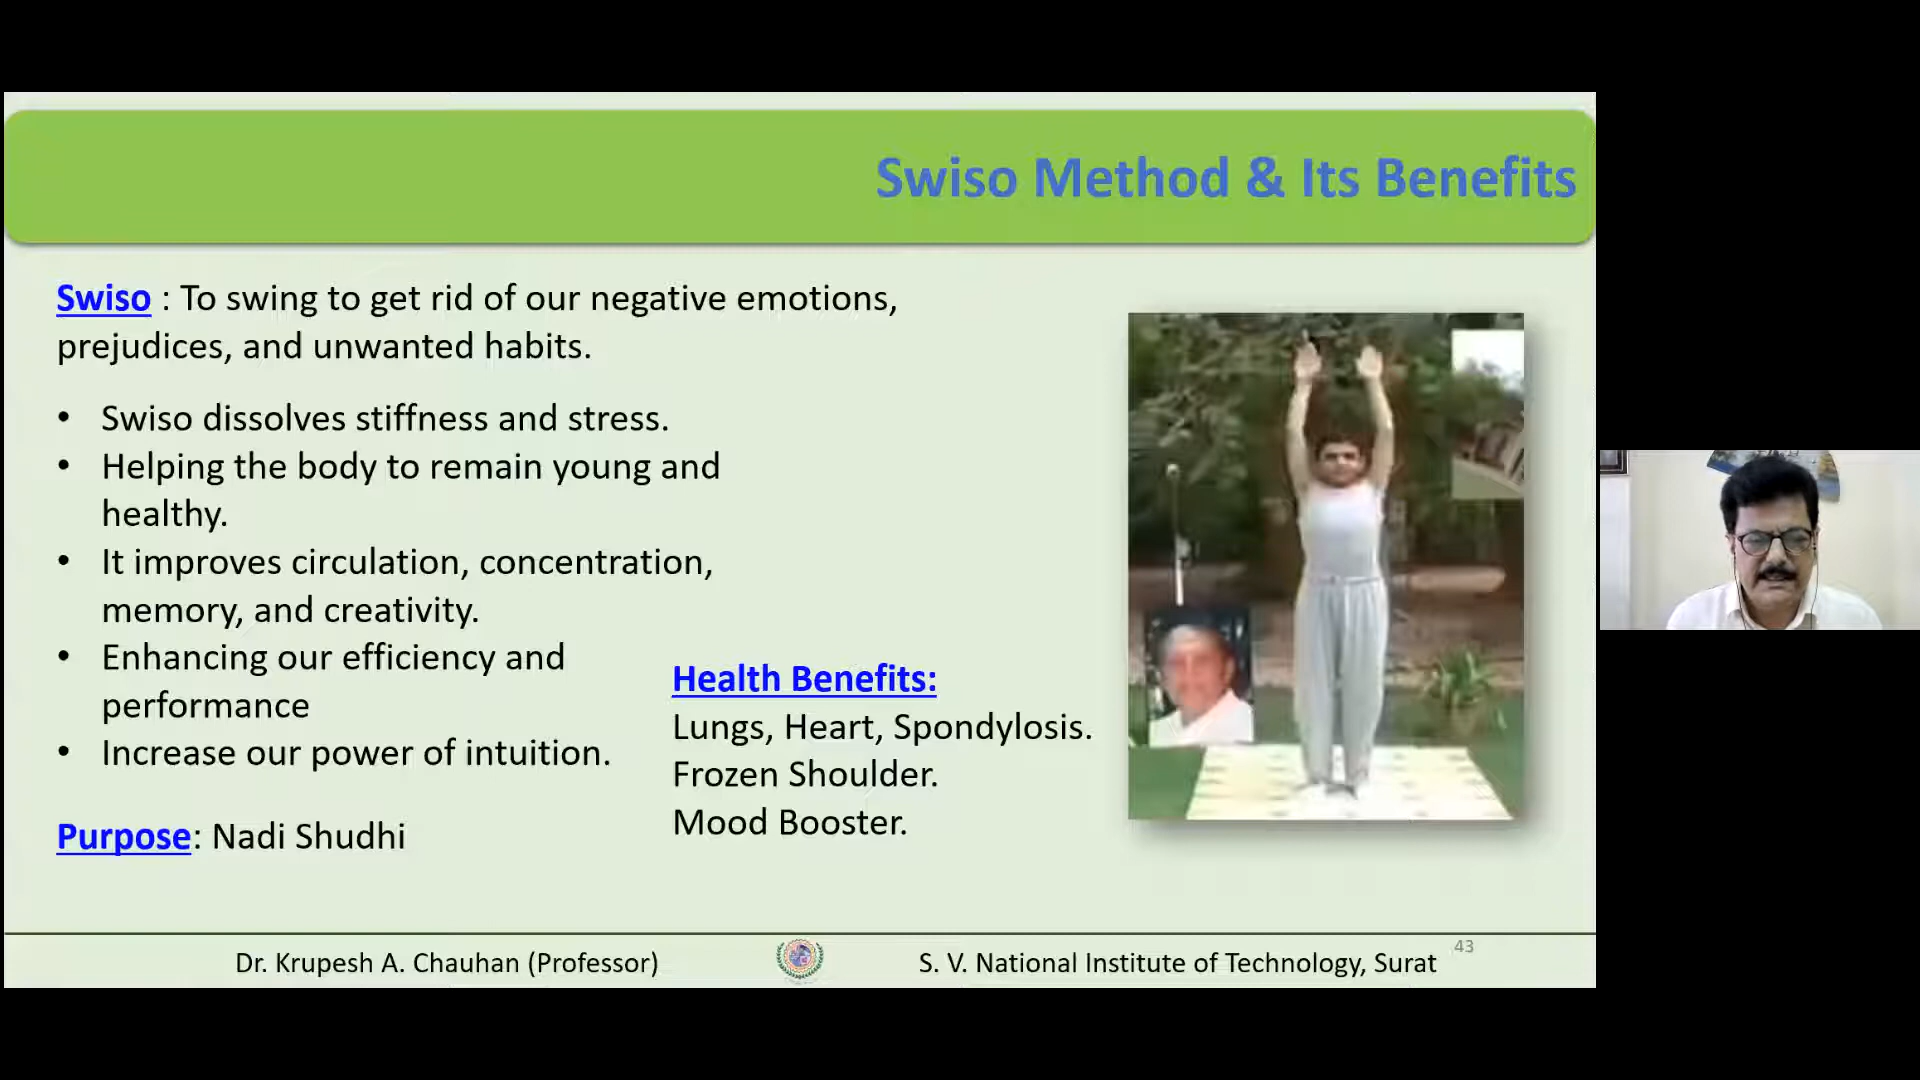 Swiso Method & Its Benefits
Swiso : To swing to get rid of our negative emotions,
prejudices, and unwanted habits.
• Swiso dissolves stiffness and stress.
• Helping the body to remain young and
healthy.
• It improves circulation, concentration,
memory, and creativity.
• Enhancing our efficiency and
performance
• Increase our power of intuition.
Purpose: Nadi Shudhi
Health Benefits:
Lungs, Heart, Spondylosis.
Frozen Shoulder.
Mood Booster.
Dr. Krupesh A. Chauhan (Professor)
S. V. National Institute of Technology, Surat
43